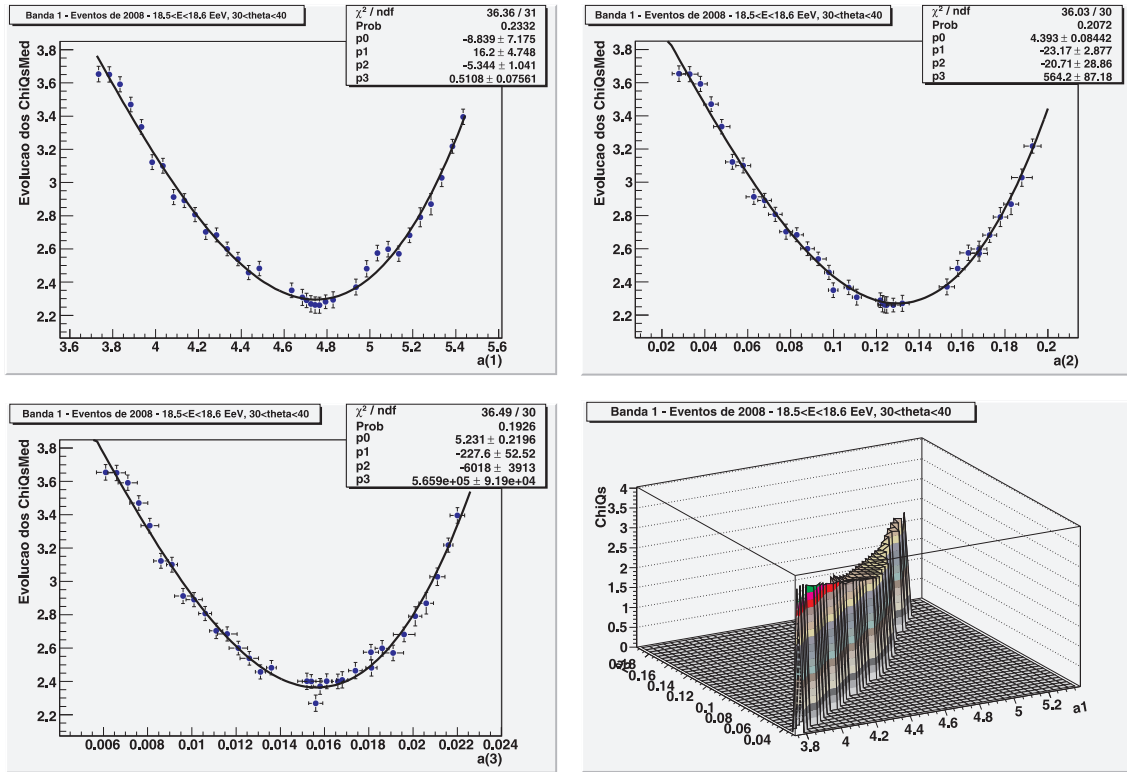 Banda 1 - Eventos de 2008 - 18.5<E<18.6 EeV, 30<theta<40
χ² / ndf 36.36 / 31
Prob 0.2332
p0 -8.839 ± 7.175
p1 16.2 ± 4.748
p2 -5.344 ± 1.041
p3 0.5108 ± 0.07561
Evolucao dos ChiQsMed
3.8
3.6
3.4
3.2
3
2.8
2.6
2.4
2.2
3.6 3.8 4 4.2 4.4 4.6 4.8 5 5.2 5.4 5.6
a(1)
Banda 1 - Eventos de 2008 - 18.5<E<18.6 EeV, 30<theta<40
χ² / ndf 36.03 / 30
Prob 0.2072
p0 4.393 ± 0.08442
p1 -23.17 ± 2.877
p2 -20.71 ± 28.86
p3 564.2 ± 87.18
Evolucao dos ChiQsMed
3.8
3.6
3.4
3.2
3
2.8
2.6
2.4
2.2
0.02 0.04 0.06 0.08 0.1 0.12 0.14 0.16 0.18 0.2
a(2)
Banda 1 - Eventos de 2008 - 18.5<E<18.6 EeV, 30<theta<40
χ² / ndf 36.49 / 30
Prob 0.1926
p0 5.231 ± 0.2196
p1 -227.6 ± 52.52
p2 -6018 ± 3913
p3 5.659e+05 ± 9.19e+04
Evolucao dos ChiQsMed
3.8
3.6
3.4
3.2
3
2.8
2.6
2.4
2.2
0.006 0.008 0.01 0.012 0.014 0.016 0.018 0.02 0.022 0.024
a(3)
Banda 1 - Eventos de 2008 - 18.5<E<18.6 EeV, 30<theta<40
ChiQs
4
3.5
3
2.5
2
1.5
1
0.5
0
0.18
0.16
0.14
0.12
0.1
0.08
0.06
0.04
3.8 4 4.2 4.4 4.6 4.8 5 5.2
a1